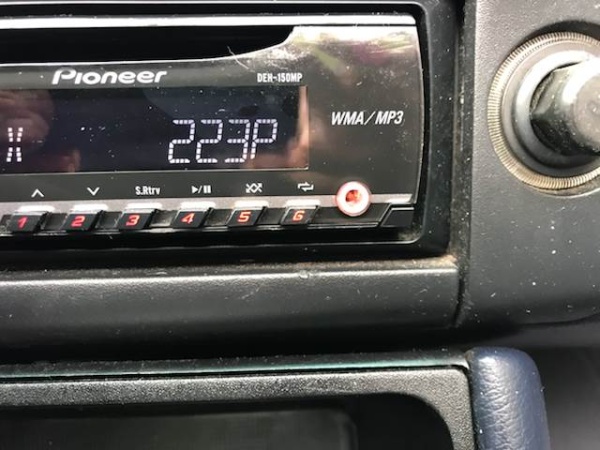 Pioneer DEH-150MP
X 223P WMA/MP3
S.Rtrv
1 2 3 4 5 6